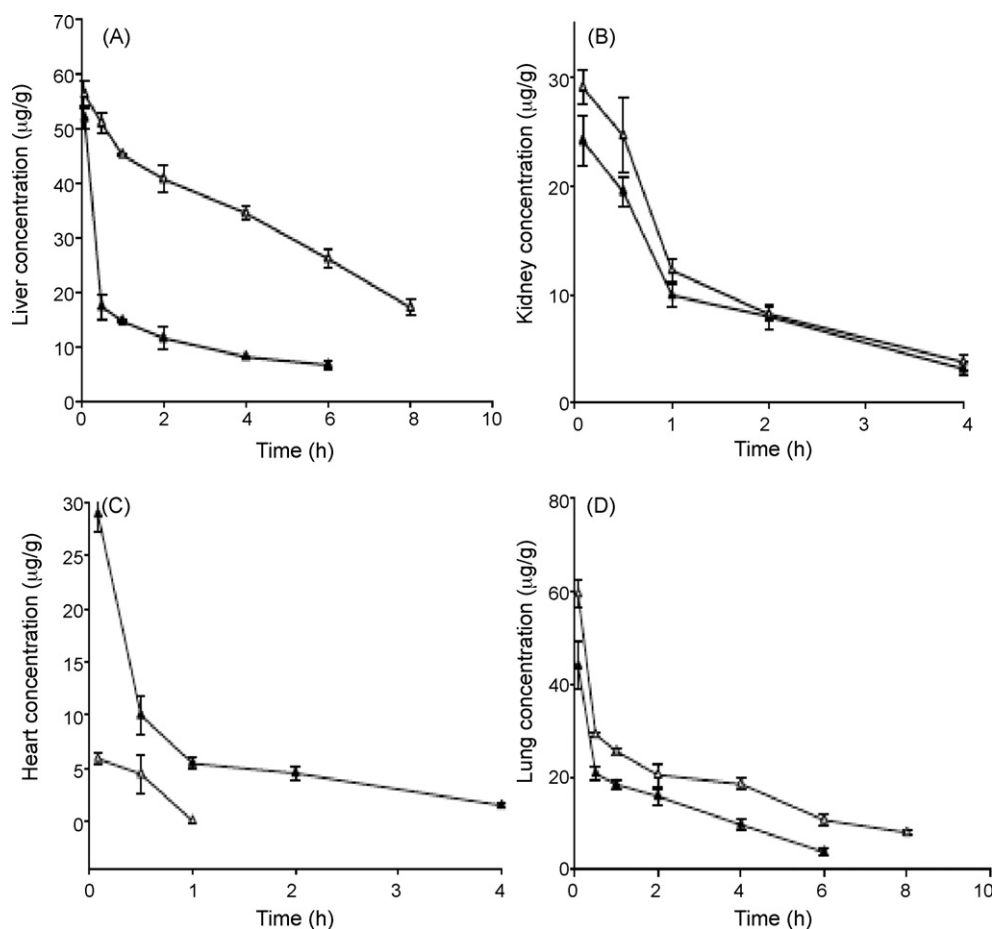 (A)
Liver concentration (μg/g)
70
60
50
40
30
20
10
0
0 2 4 6 8 10
Time (h)
(B)
Kidney concentration (μg/g)
30
20
10
0
0 1 2 3 4
Time (h)
(C)
Heart concentration (μg/g)
30
25
20
15
10
5
0
0 1 2 3 4
Time (h)
(D)
Lung concentration (μg/g)
80
60
40
20
0
0 2 4 6 8 10
Time (h)